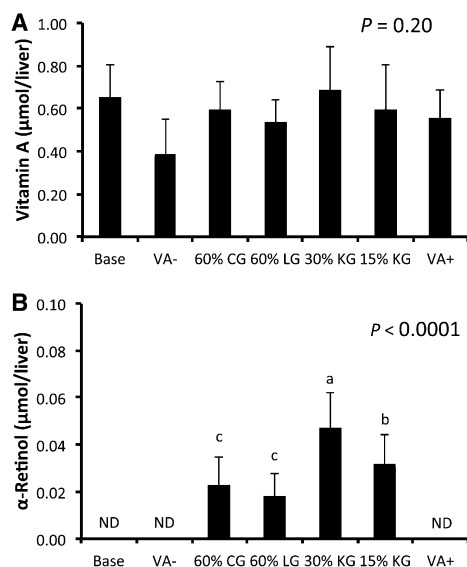 A
P = 0.20
Vitamin A (µmol/liver)
1.00
0.80
0.60
0.40
0.20
0.00
Base VA- 60% CG 60% LG 30% KG 15% KG VA+
B
P < 0.0001
α-Retinol (µmol/liver)
0.10
0.08
0.06
0.04
0.02
0.00
a
b
c c
ND ND ND
Base VA- 60% CG 60% LG 30% KG 15% KG VA+